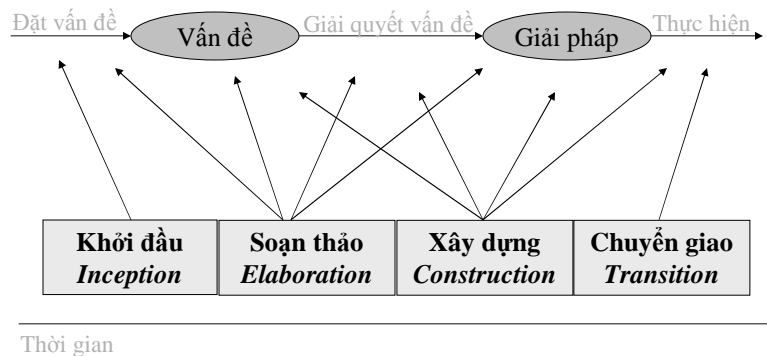 Đặt vấn đề
Vấn đề
Giải quyết vấn đề
Giải pháp
Thực hiện
Khởi đầu
Inception
Soạn thảo
Elaboration
Xây dựng
Construction
Chuyển giao
Transition
Thời gian